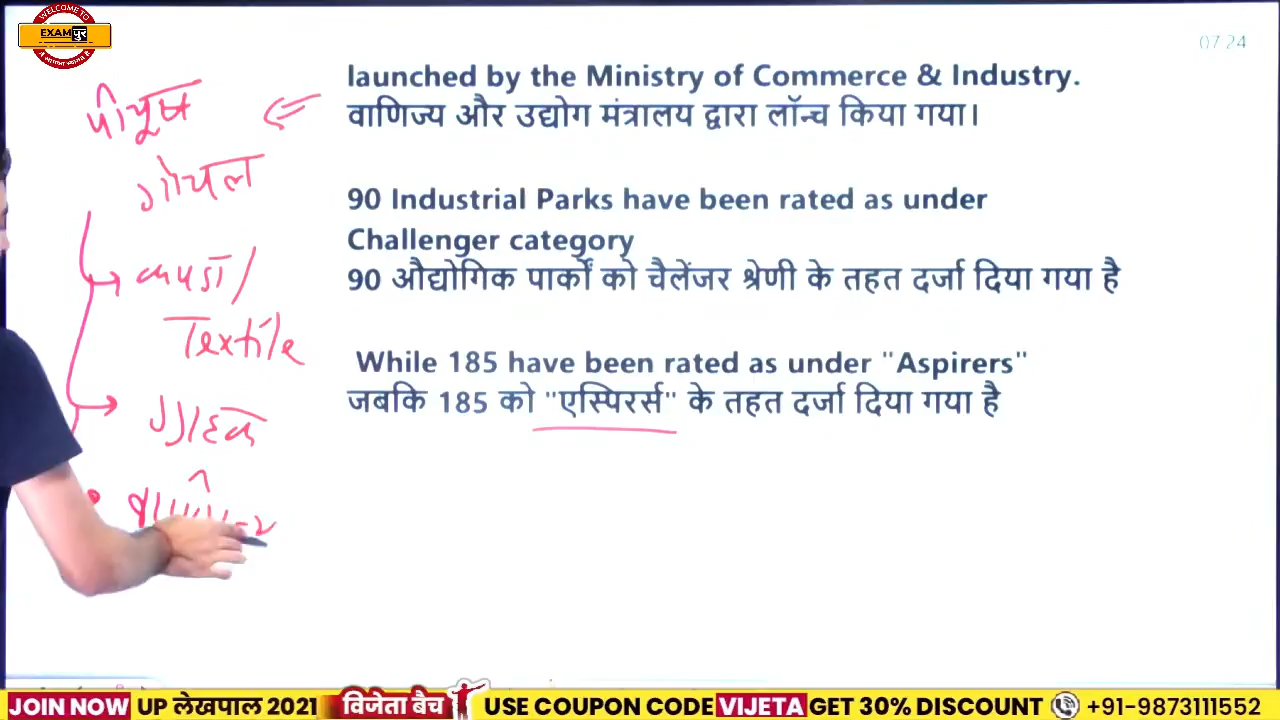 WELCOME TO
EXAMपुर
07:24
launched by the Ministry of Commerce & Industry.
वाणिज्य और उद्योग मंत्रालय द्वारा लॉन्च किया गया।
90 Industrial Parks have been rated as under
Challenger category
90 औद्योगिक पार्कों को चैलेंजर श्रेणी के तहत दर्जा दिया गया है
While 185 have been rated as under "Aspirers"
जबकि 185 को "एस्पिरर्स" के तहत दर्जा दिया गया है
पीयूष
गोयल
कपडा /
Textile
JOIN NOW UP लेखपाल 2021 विजेता बैच USE COUPON CODE VIJETA GET 30% DISCOUNT +91-9873111552